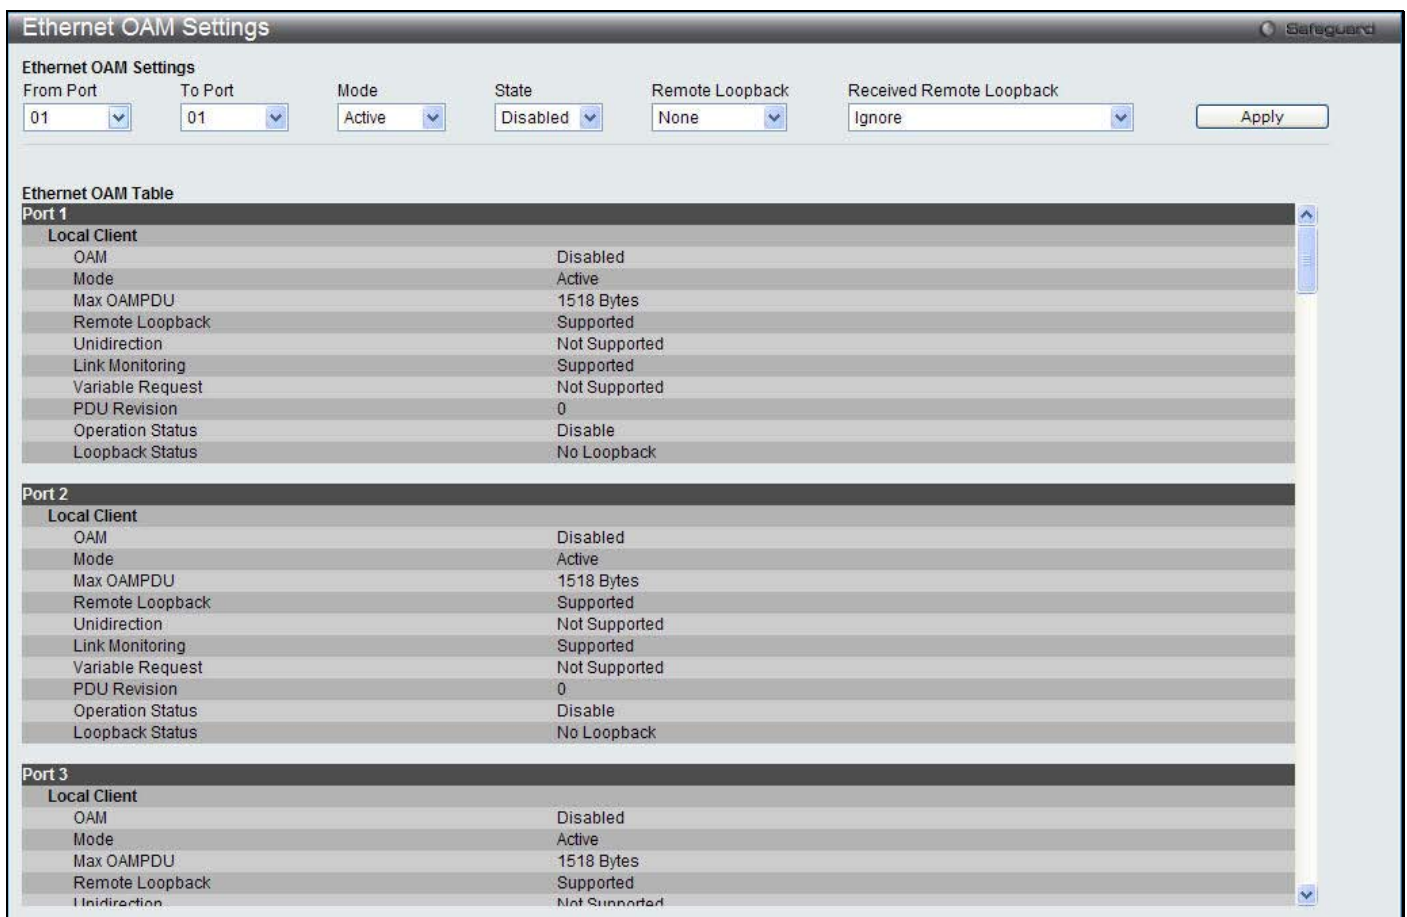 Ethernet OAM Settings
Safeguard
Ethernet OAM Settings
From Port To Port Mode State Remote Loopback Received Remote Loopback
01 01 Active Disabled None Ignore Apply
Ethernet OAM Table
Port 1
Local Client
OAM Disabled
Mode Active
Max OAMPDU 1518 Bytes
Remote Loopback Supported
Unidirection Not Supported
Link Monitoring Supported
Variable Request Not Supported
PDU Revision 0
Operation Status Disable
Loopback Status No Loopback
Port 2
Local Client
OAM Disabled
Mode Active
Max OAMPDU 1518 Bytes
Remote Loopback Supported
Unidirection Not Supported
Link Monitoring Supported
Variable Request Not Supported
PDU Revision 0
Operation Status Disable
Loopback Status No Loopback
Port 3
Local Client
OAM Disabled
Mode Active
Max OAMPDU 1518 Bytes
Remote Loopback Supported
Unidirection Not Supported